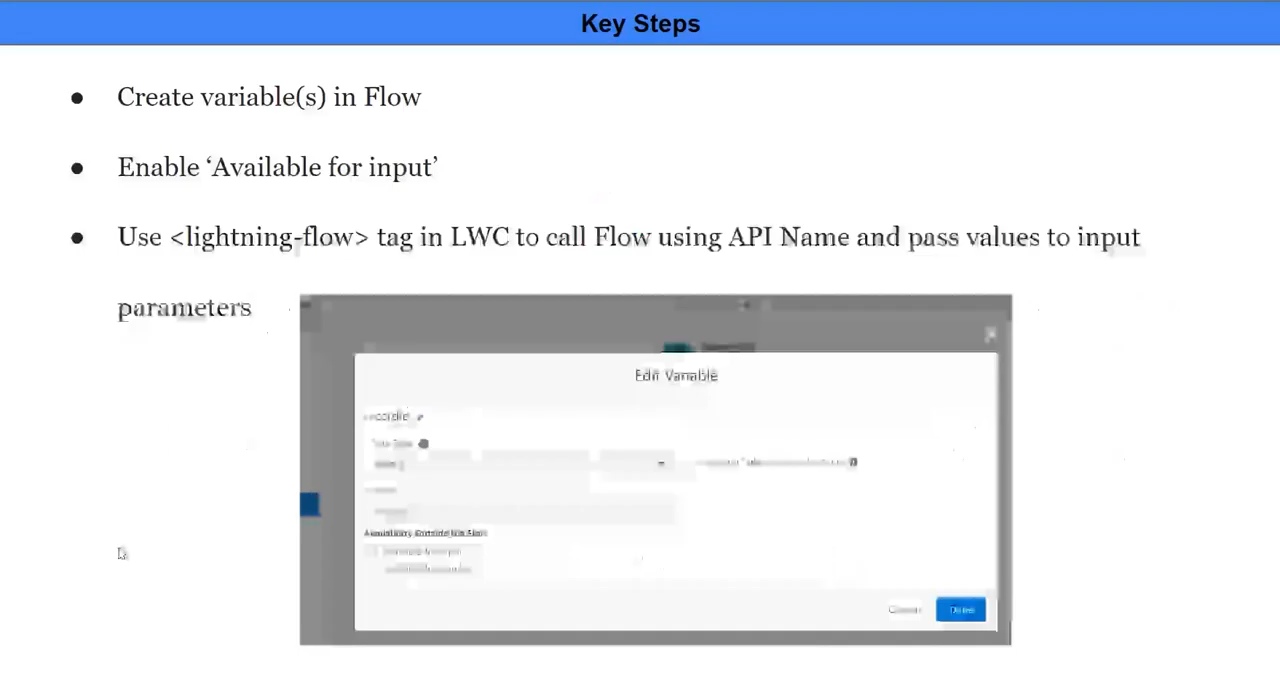 Key Steps
● Create variable(s) in Flow
● Enable ‘Available for input’
● Use <lightning-flow> tag in LWC to call Flow using API Name and pass values to input
parameters
Edit Variable
Done